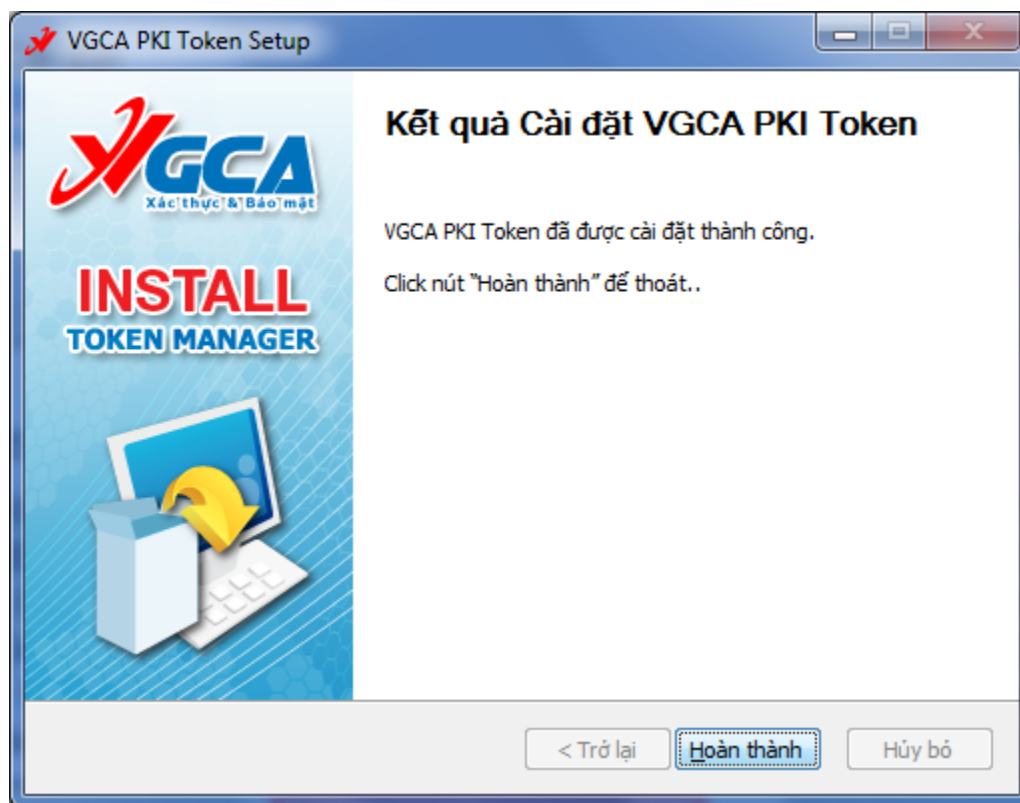 VGCA PKI Token Setup
VGCA
Xác thực & Bảo mật
INSTALL
TOKEN MANAGER
Kết quả Cài đặt VGCA PKI Token
VGCA PKI Token đã được cài đặt thành công.
Click nút "Hoàn thành" để thoát..
< Trở lại
Hoàn thành
Hủy bỏ